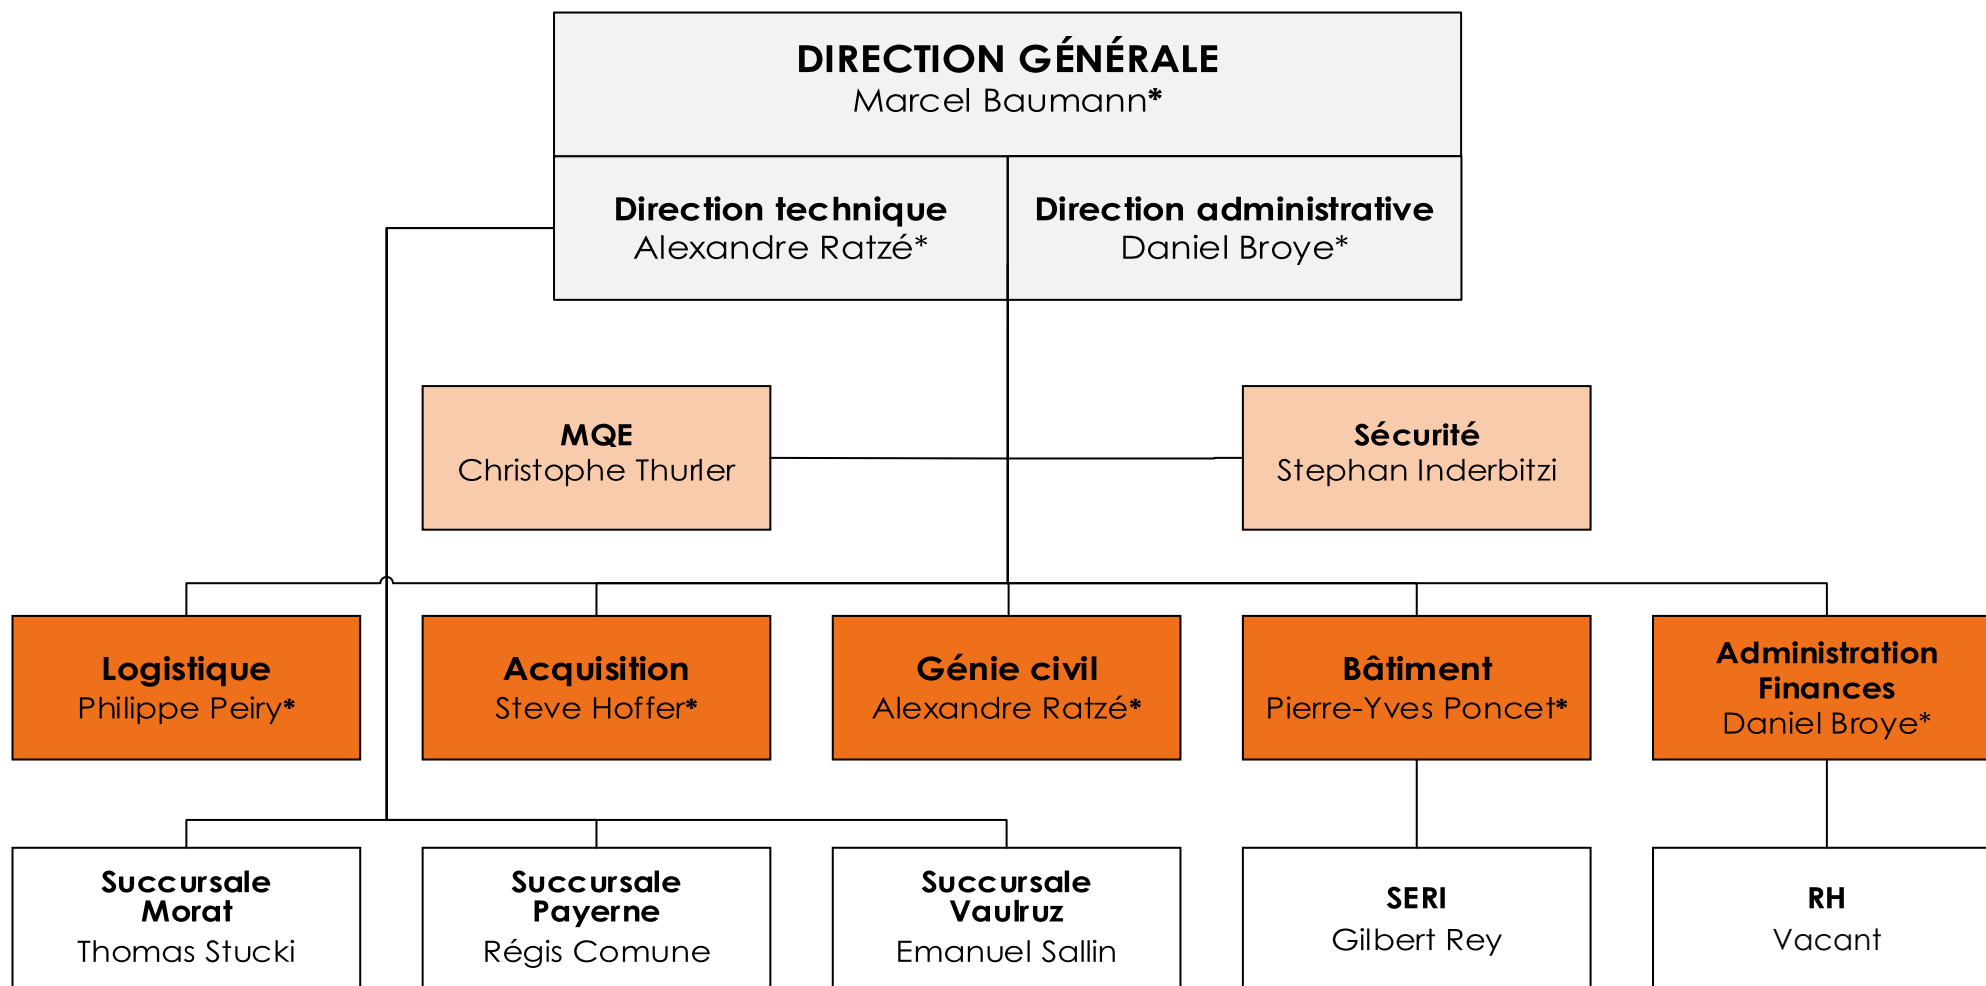 DIRECTION GÉNÉRALE
Marcel Baumann*
Direction technique
Alexandre Ratzé*
Direction administrative
Daniel Broye*
MQE
Christophe Thurler
Sécurité
Stephan Inderbitzi
Logistique
Philippe Peiry*
Acquisition
Steve Hoffer*
Génie civil
Alexandre Ratzé*
Bâtiment
Pierre-Yves Poncet*
Administration
Finances
Daniel Broye*
Succursale
Morat
Thomas Stucki
Succursale
Payerne
Régis Comune
Succursale
Vaulruz
Emanuel Sallin
SERI
Gilbert Rey
RH
Vacant